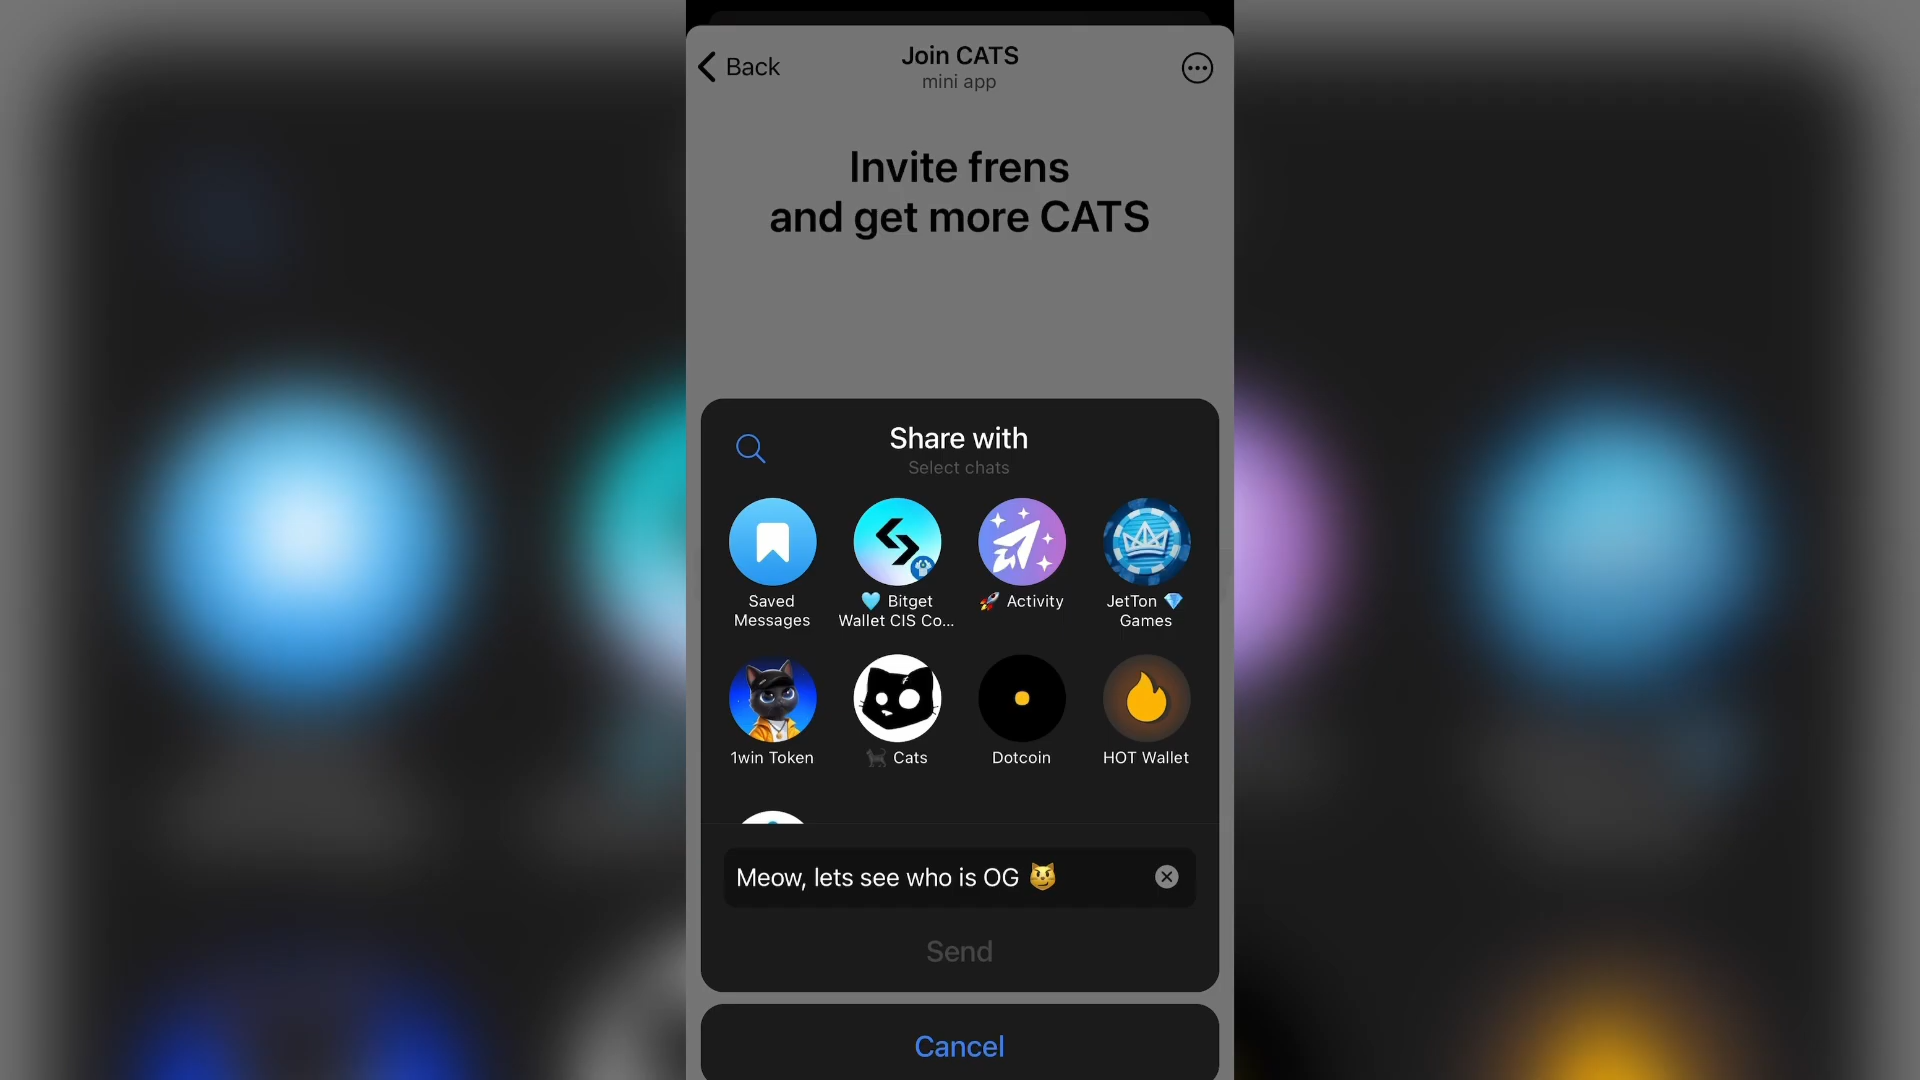 Back
Join CATS
mini app
Invite frens
and get more CATS
Share with
Select chats
Saved
Messages
🩵 Bitget
Wallet CIS Co...
🚀 Activity
JetTon 💎
Games
1win Token
🐈‍⬛ Cats
Dotcoin
HOT Wallet
Meow, lets see who is OG 😼
Send
Cancel